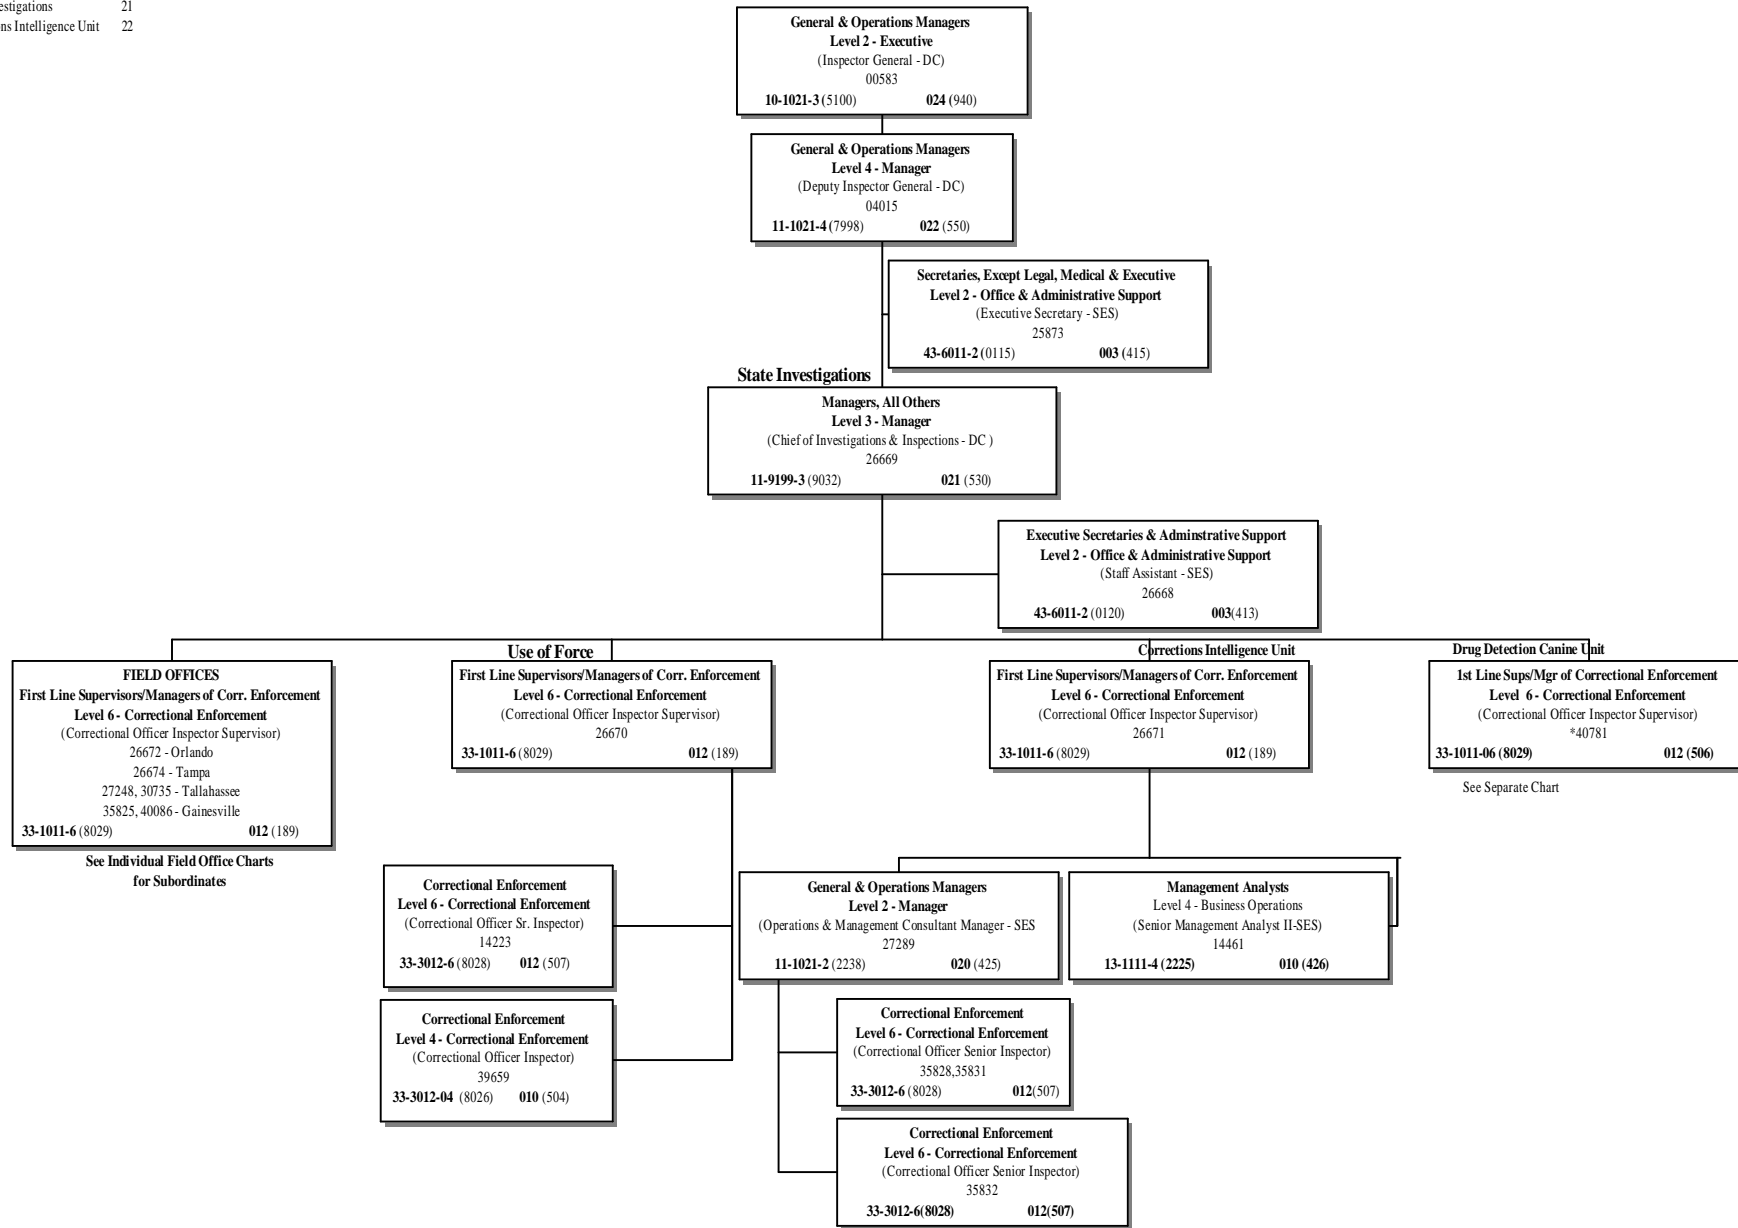 21
ns Intelligence Unit 22
General & Operations Managers
Level 2 - Executive
(Inspector General - DC)
00583
10-1021-3 (5100) 024 (940)
General & Operations Managers
Level 4 - Manager
(Deputy Inspector General - DC)
04015
11-1021-4 (7998) 022 (550)
Secretaries, Except Legal, Medical & Executive
Level 2 - Office & Administrative Support
(Executive Secretary - SES)
25873
43-6011-2 (0115) 003 (415)
State Investigations
Managers, All Others
Level 3 - Manager
(Chief of Investigations & Inspections - DC )
26669
11-9199-3 (9032) 021 (530)
Executive Secretaries & Adminstrative Support
Level 2 - Office & Administrative Support
(Staff Assistant - SES)
26668
43-6011-2 (0120) 003(413)
FIELD OFFICES
First Line Supervisors/Managers of Corr. Enforcement
Level 6 - Correctional Enforcement
(Correctional Officer Inspector Supervisor)
26672 - Orlando
26674 - Tampa
27248, 30735 - Tallahassee
35825, 40086 - Gainesville
33-1011-6 (8029) 012 (189)
See Individual Field Office Charts
for Subordinates
Use of Force
First Line Supervisors/Managers of Corr. Enforcement
Level 6 - Correctional Enforcement
(Correctional Officer Inspector Supervisor)
26670
33-1011-6 (8029) 012 (189)
Corrections Intelligence Unit
First Line Supervisors/Managers of Corr. Enforcement
Level 6 - Correctional Enforcement
(Correctional Officer Inspector Supervisor)
26671
33-1011-6 (8029) 012 (189)
Drug Detection Canine Unit
1st Line Sups/Mgr of Correctional Enforcement
Level 6 - Correctional Enforcement
(Correctional Officer Inspector Supervisor)
*40781
33-1011-06 (8029) 012 (506)
See Separate Chart
Correctional Enforcement
Level 6 - Correctional Enforcement
(Correctional Officer Sr. Inspector)
14223
33-3012-6 (8028) 012 (507)
Correctional Enforcement
Level 4 - Correctional Enforcement
(Correctional Officer Inspector)
39659
33-3012-04 (8026) 010 (504)
General & Operations Managers
Level 2 - Manager
(Operations & Management Consultant Manager - SES
27289
11-1021-2 (2238) 020 (425)
Management Analysts
Level 4 - Business Operations
(Senior Management Analyst II-SES)
14461
13-1111-4 (2225) 010 (426)
Correctional Enforcement
Level 6 - Correctional Enforcement
(Correctional Officer Senior Inspector)
35828,35831
33-3012-6 (8028) 012(507)
Correctional Enforcement
Level 6 - Correctional Enforcement
(Correctional Officer Senior Inspector)
35832
33-3012-6(8028) 012(507)